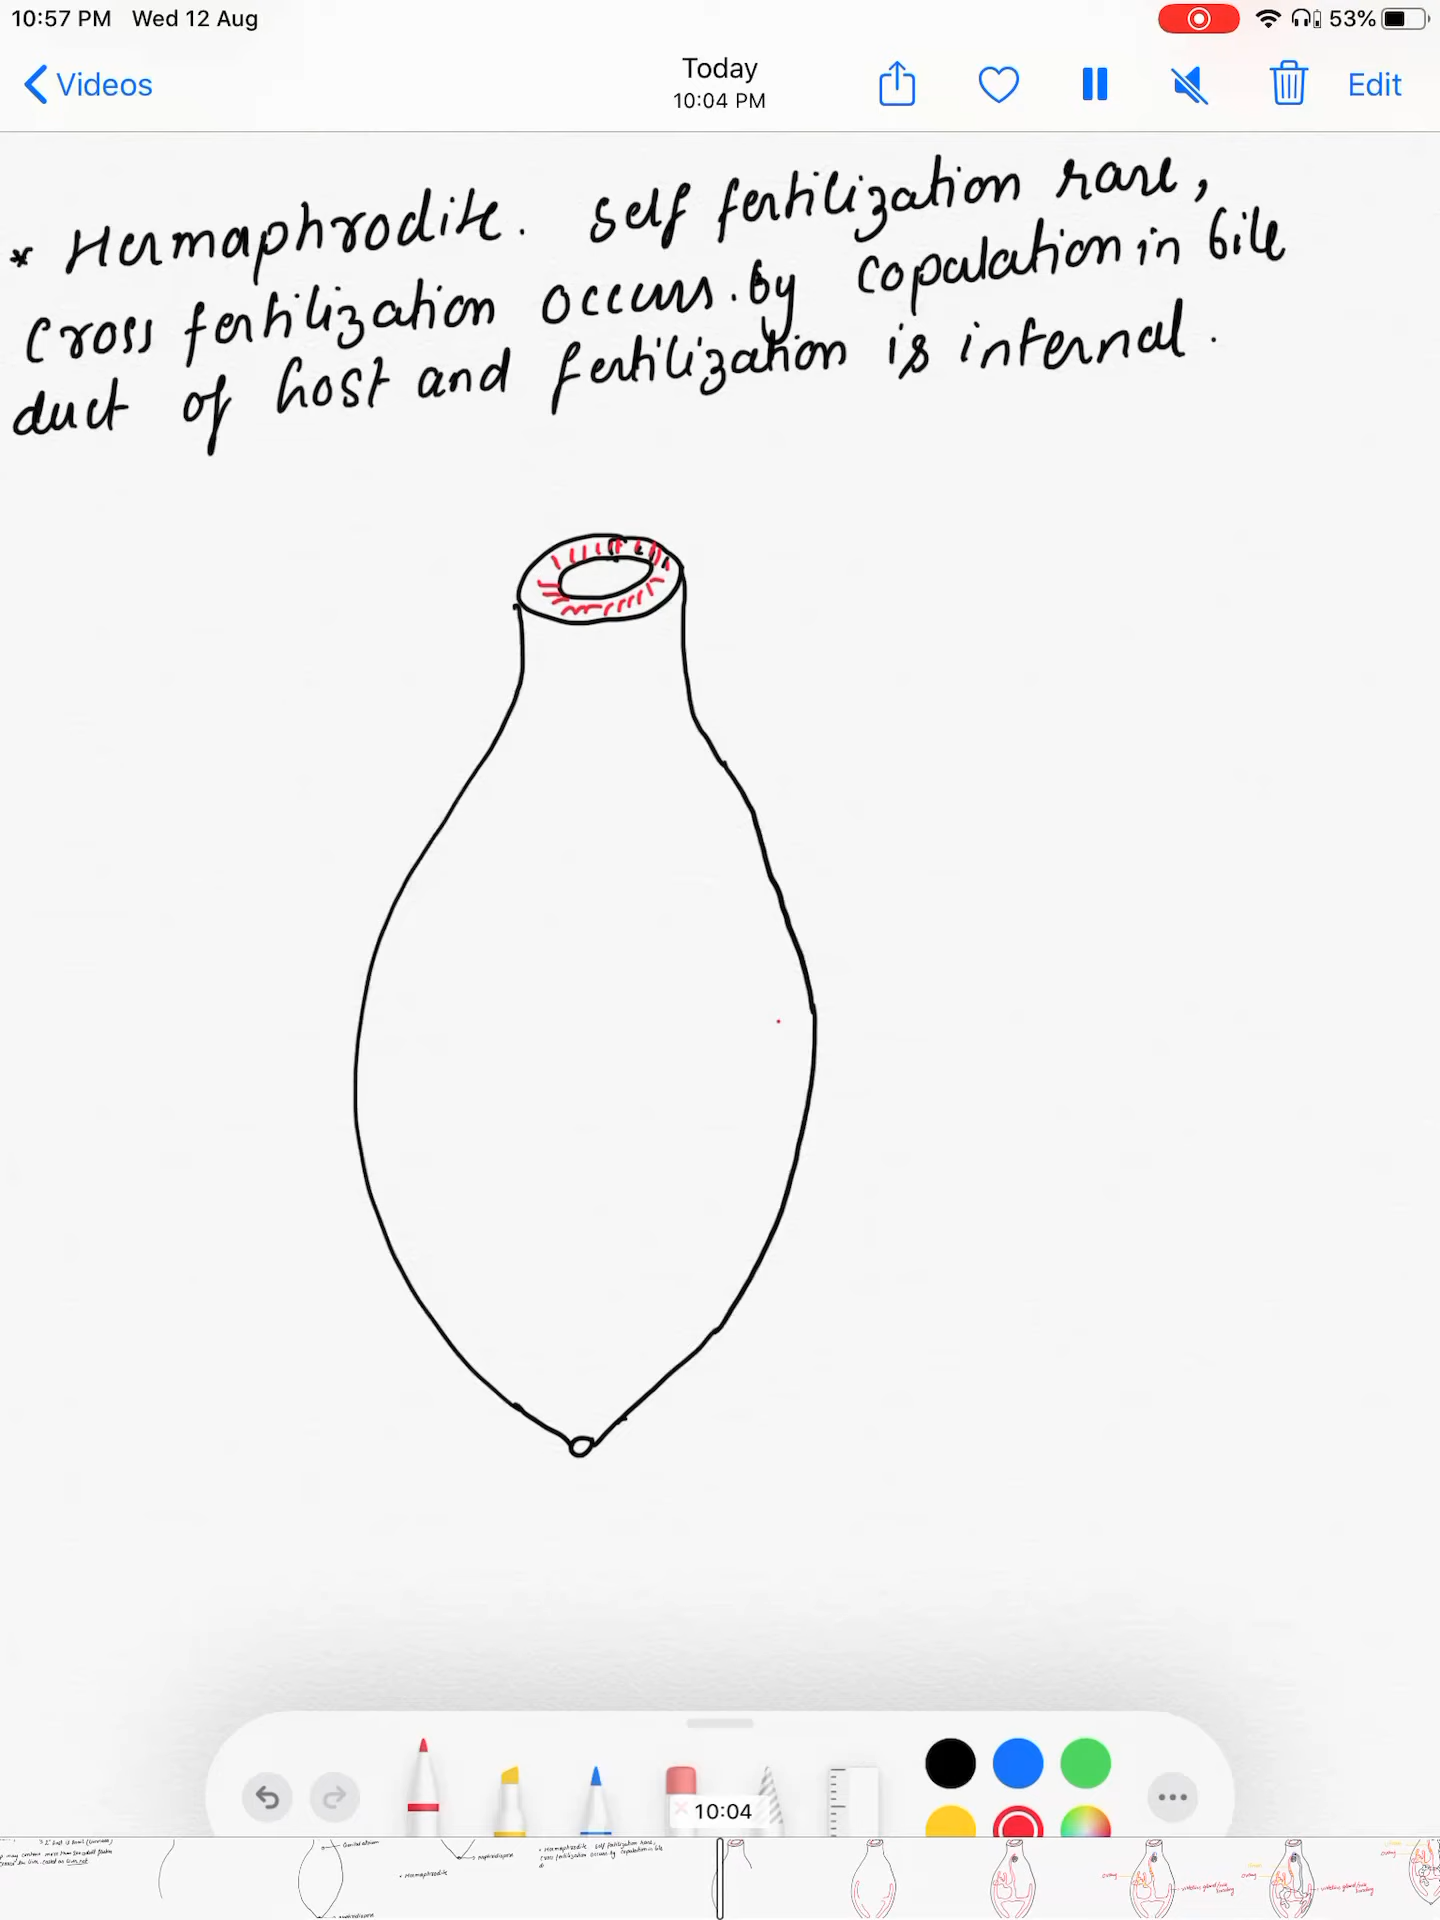 10:57 PM Wed 12 Aug 53%
Videos Today Edit
10:04 PM
* Hermaphrodite. Self fertilization rare,
Cross fertilization occurs. by copulation in bile
duct of host and fertilization is internal.
10:04